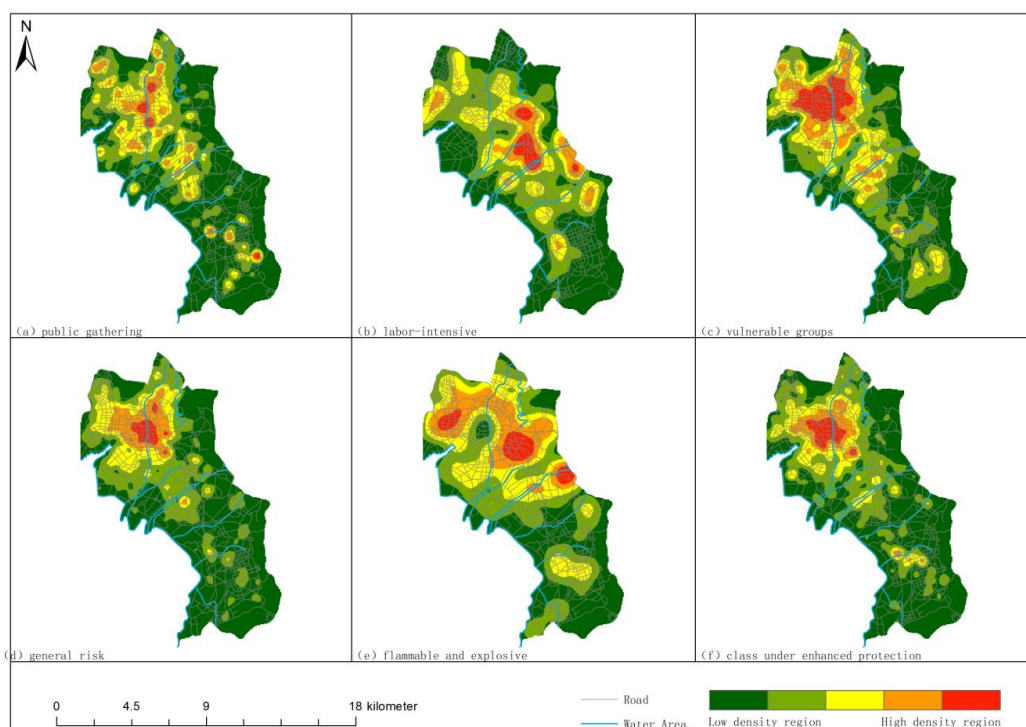 N
(a) public gathering
(b) labor-intensive
(c) vulnerable groups
(d) general risk
(e) flammable and explosive
(f) class under enhanced protection
0 4.5 9 18 kilometer
Road
Water Area
Low density region High density region